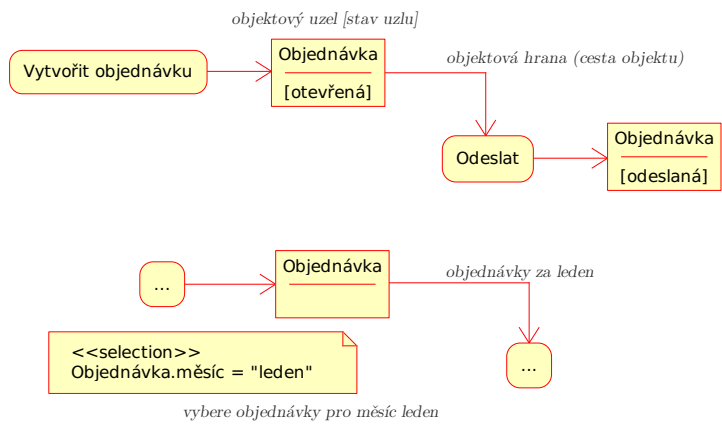 objektový uzel [stav uzlu]
Vytvořit objednávku
Objednávka
[otevřená]
objektová hrana (cesta objektu)
Odeslat
Objednávka
[odeslaná]
...
Objednávka
objednávky za leden
...
<<selection>>
Objednávka.měsíc = "leden"
vybere objednávky pro měsíc leden